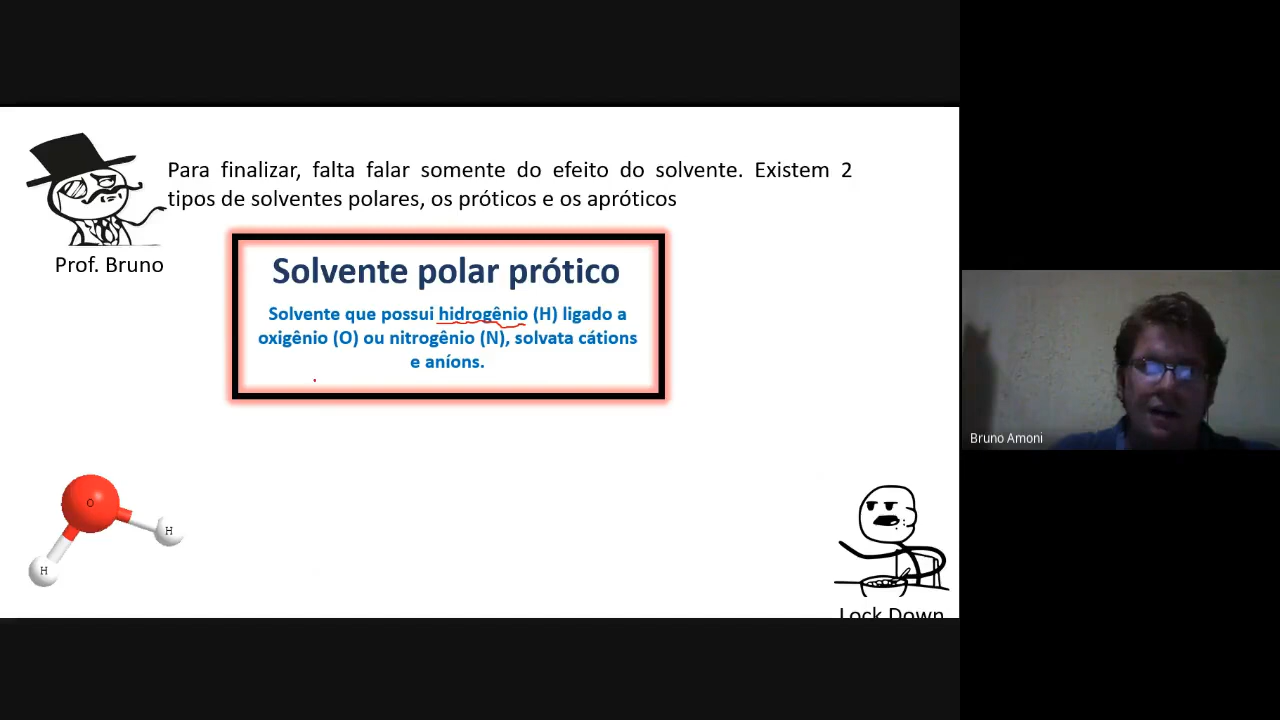 Para finalizar, falta falar somente do efeito do solvente. Existem 2
tipos de solventes polares, os próticos e os apróticos
Prof. Bruno
Solvente polar prótico
Solvente que possui hidrogênio (H) ligado a
oxigênio (O) ou nitrogênio (N), solvata cátions
e aníons.
Bruno Amoni
O
H
H
Lock Down